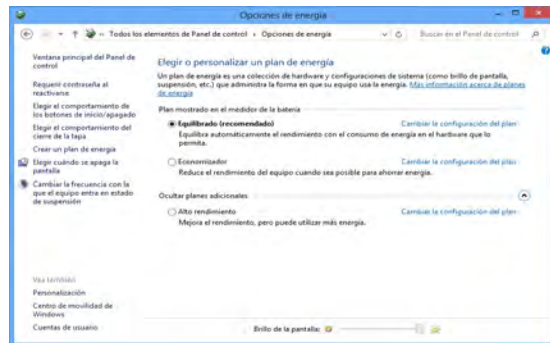 Opciones de energía
Todos los elementos de Panel de control
Opciones de energía
Buscar en el Panel de control
Ventana principal del Panel de
control
Requerir contraseña al
reactivarse
Elegir el comportamiento de
los botones de inicio/apagado
Elegir el comportamiento del
cierre de la tapa
Crear un plan de energía
Elegir cuándo se apaga la
pantalla
Cambiar la frecuencia con la
que el equipo entra en estado
de suspensión
Elegir o personalizar un plan de energía
Un plan de energía es una colección de hardware y configuraciones de sistema (como brillo de pantalla,
suspensión, etc.) que administra la forma en que su equipo usa la energía. Más información acerca de planes
de energía
Plan mostrado en el medidor de la batería
Equilibrado (recomendado) Cambiar la configuración del plan
Equilibra automáticamente el rendimiento con el consumo de energía en el hardware que lo
permita.
Economizador Cambiar la configuración del plan
Reduce el rendimiento del equipo cuando sea posible para ahorrar energía.
Ocultar planes adicionales
Alto rendimiento Cambiar la configuración del plan
Mejora el rendimiento, pero puede utilizar más energía.
Vea también
Personalización
Centro de movilidad de
Windows
Cuentas de usuario
Brillo de la pantalla: